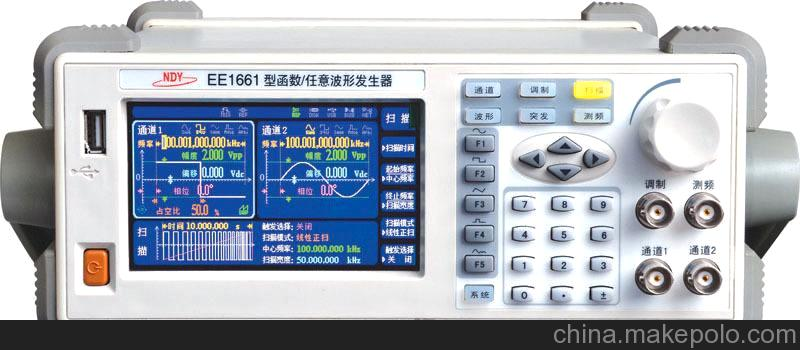 NDY EE1661 型函数/任意波形发生器
通道 调制 扫描
波形 突发 测频
通道1 通道2 扫描
频率 100.001,000,000kHz 100.000,000,000kHz
幅度 2.000 Vpp 幅度 2.000 Vpp
偏移 0.000 Vdc 偏移 0.000 Vdc
相位 0.0° 相位 0.0°
占空比 50.0 %
扫描时间
起始频率
中心频率
终止频率
扫描宽度
扫描模式
线性正扫
触发选择
关 闭
扫描
时间 10.000,000 s
触发选择: 关闭
扫描模式: 线性正扫
中心频率: 100.000,000 kHz
扫描宽度: 50.000,000 kHz
F1
F2
F3
F4
F5
系统
7 8 9
4 5 6
1 2 3
0 . ±
调制 测频
通道1 通道2
china.makepolo.com